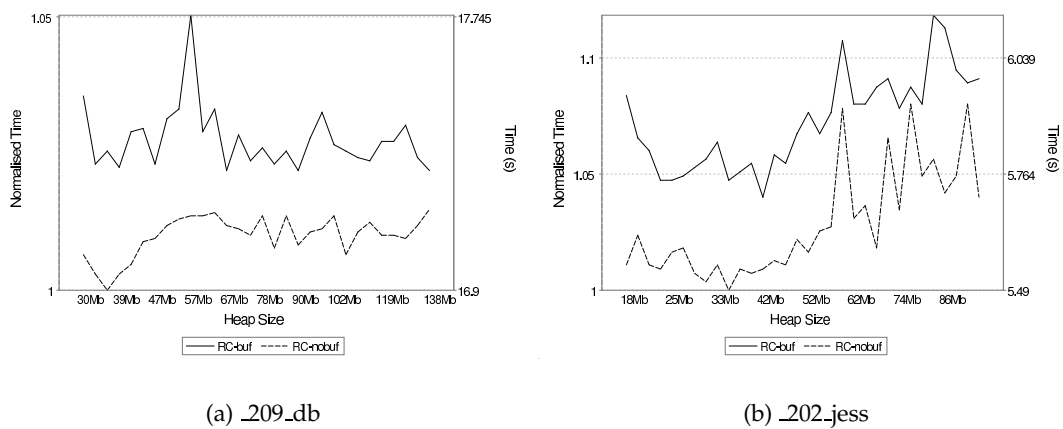 1.05
17.745
Normalised Time
Time (s)
1
16.9
30Mb 39Mb 47Mb 57Mb 67Mb 78Mb 90Mb 102Mb 119Mb 138Mb
Heap Size
RC-buf RC-nobuf
(a) _209_db
1.1
6.039
Normalised Time
Time (s)
1.05
5.764
1
5.49
18Mb 25Mb 33Mb 42Mb 52Mb 62Mb 74Mb 86Mb
Heap Size
RC-buf RC-nobuf
(b) _202_jess